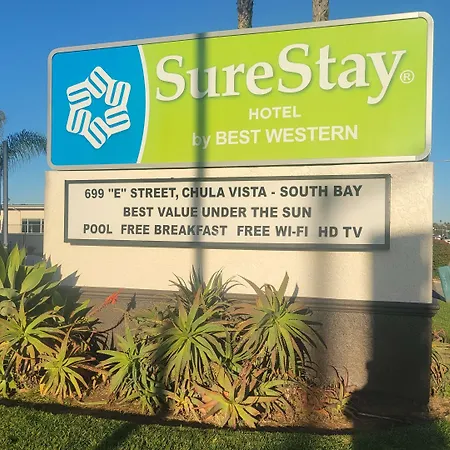 SureStay®
HOTEL
by BEST WESTERN
699 "E" STREET, CHULA VISTA - SOUTH BAY
BEST VALUE UNDER THE SUN
POOL FREE BREAKFAST FREE WI-FI HD TV